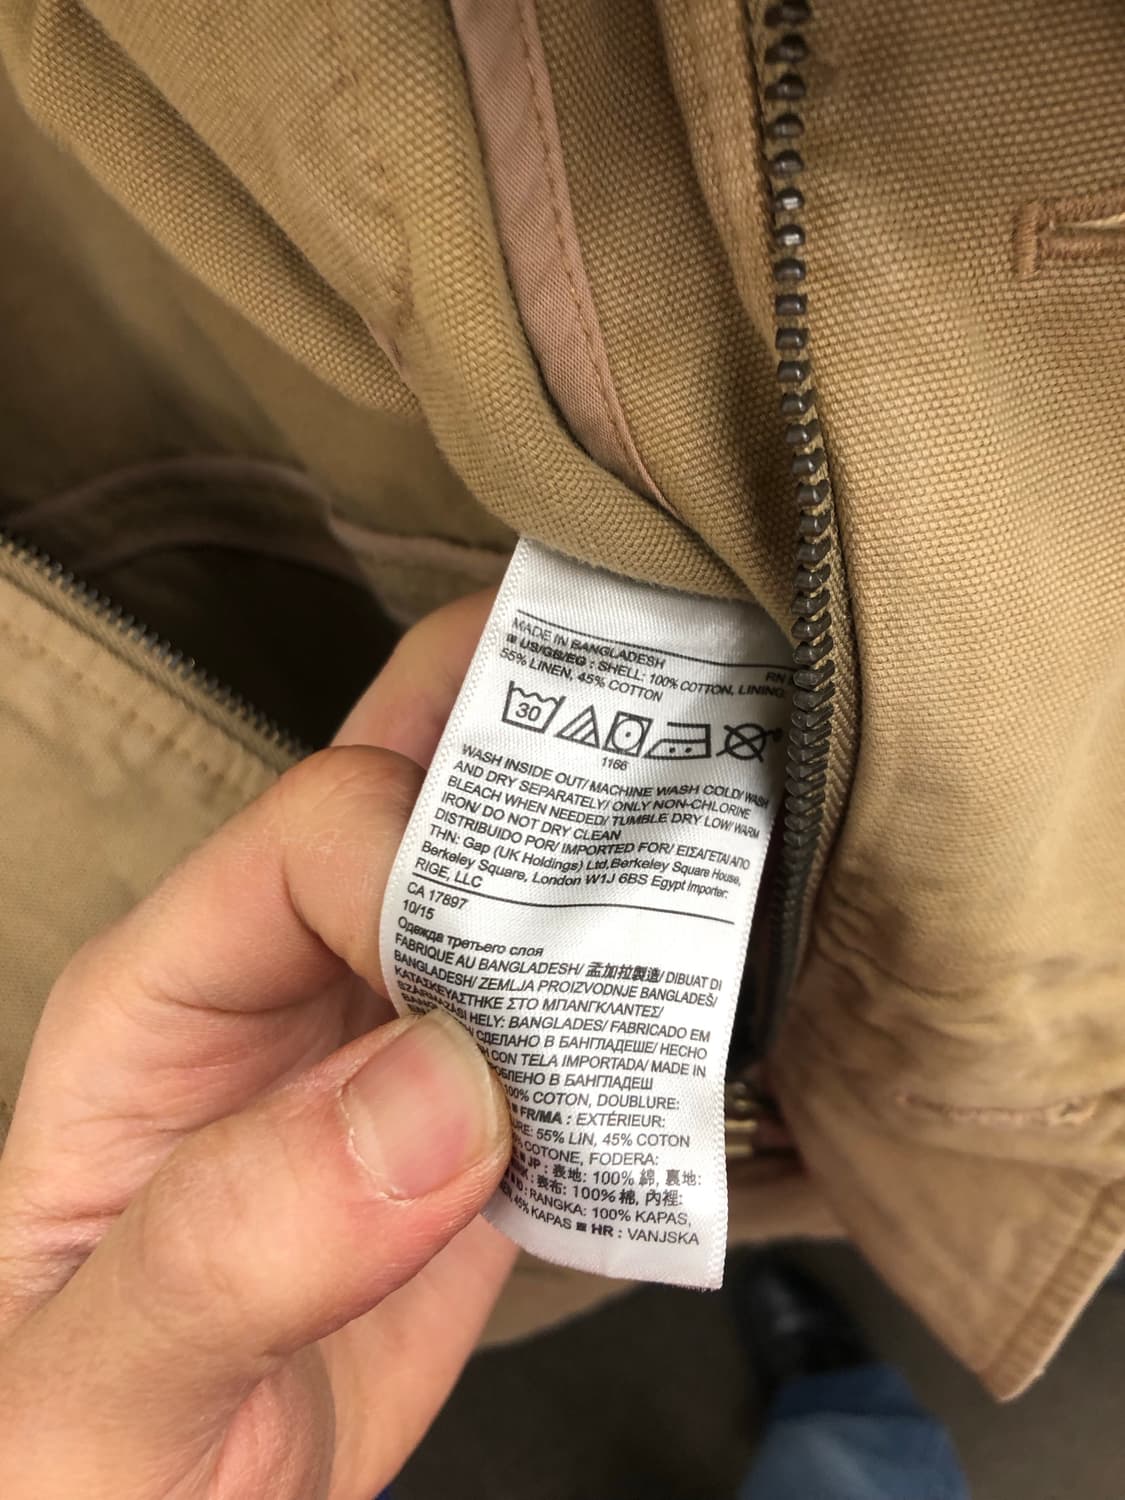 MADE IN BANGLADESH
RN
■ US/GB/EG : SHELL: 100% COTTON, LINING
55% LINEN, 45% COTTON
30
1166
WASH INSIDE OUT/ MACHINE WASH COLD/ WASH
AND DRY SEPARATELY/ ONLY NON-CHLORINE
BLEACH WHEN NEEDED/ TUMBLE DRY LOW/ WARM
IRON/ DO NOT DRY CLEAN
DISTRIBUIDO POR/ IMPORTED FOR/ ΕΙΣΑΓΕΤΑΙ ΑΠΟ
ΤΗΝ: Gap (UK Holdings) Ltd,Berkeley Square House,
Berkeley Square, London W1J 6BS Egypt Importer:
RIGE, LLC
CA 17897
10/15
Одежда третьего слоя
FABRIQUE AU BANGLADESH/ 孟加拉製造/ DIBUAT DI
BANGLADESH/ ZEMLJA PROIZVODNJE BANGLADEŠ/
ΚΑΤΑΣΚΕΥΑΣΤΗΚΕ ΣΤΟ ΜΠΑΝΓΚΛΑΝΤΕΣ/
SZÁRMAZÁSI HELY: BANGLADES/ FABRICADO EM
СДЕЛАНО В БАНГЛАДЕШЕ/ HECHO
CON TELA IMPORTADA/ MADE IN
В БАНГЛАДЕШ
100% COTON, DOUBLURE:
■ FR/MA : EXTÉRIEUR:
55% LIN, 45% COTON
COTONE, FODERA:
■ JP : 表地: 100% 綿, 裏地:
: 表布: 100% 棉, 內裡:
■ ID : RANGKA: 100% KAPAS,
45% KAPAS ■ HR : VANJSKA